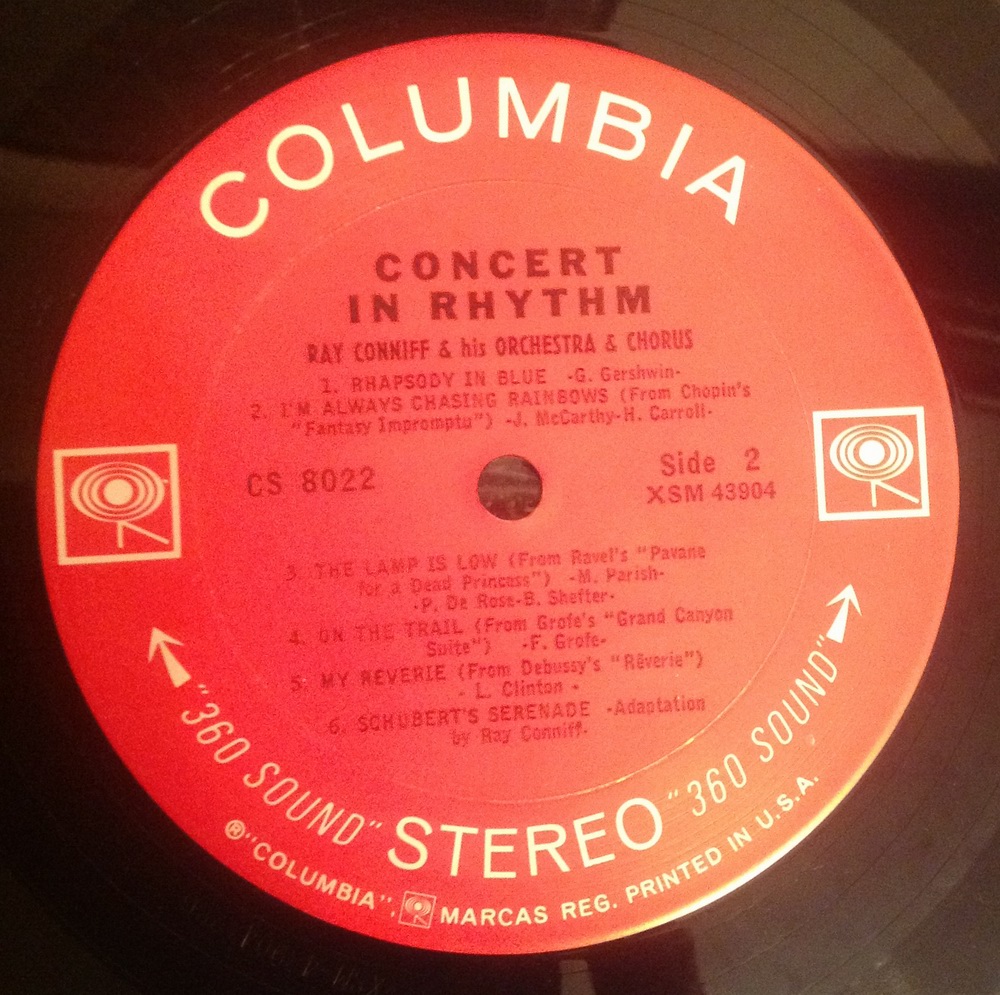 COLUMBIA
CONCERT
IN RHYTHM
RAY CONNIFF & his ORCHESTRA & CHORUS
1. RHAPSODY IN BLUE -G. Gershwin-
2. I'M ALWAYS CHASING RAINBOWS (From Chopin's
"Fantasy Impromptu") -J. McCarthy-H. Carroll-
CS 8022
Side 2
XSM 43904
3. THE LAMP IS LOW (From Ravel's "Pavane
for a Dead Princess") -M. Parish-
-P. De Rose-B. Shefter-
4. ON THE TRAIL (From Grofe's "Grand Canyon
Suite") -F. Grofe-
5. MY REVERIE (From Debussy's "Rêverie")
- L. Clinton -
6. SCHUBERT'S SERENADE -Adaptation
by Ray Conniff-
"360 SOUND" STEREO "360 SOUND"
®"COLUMBIA", MARCAS REG. PRINTED IN U.S.A.